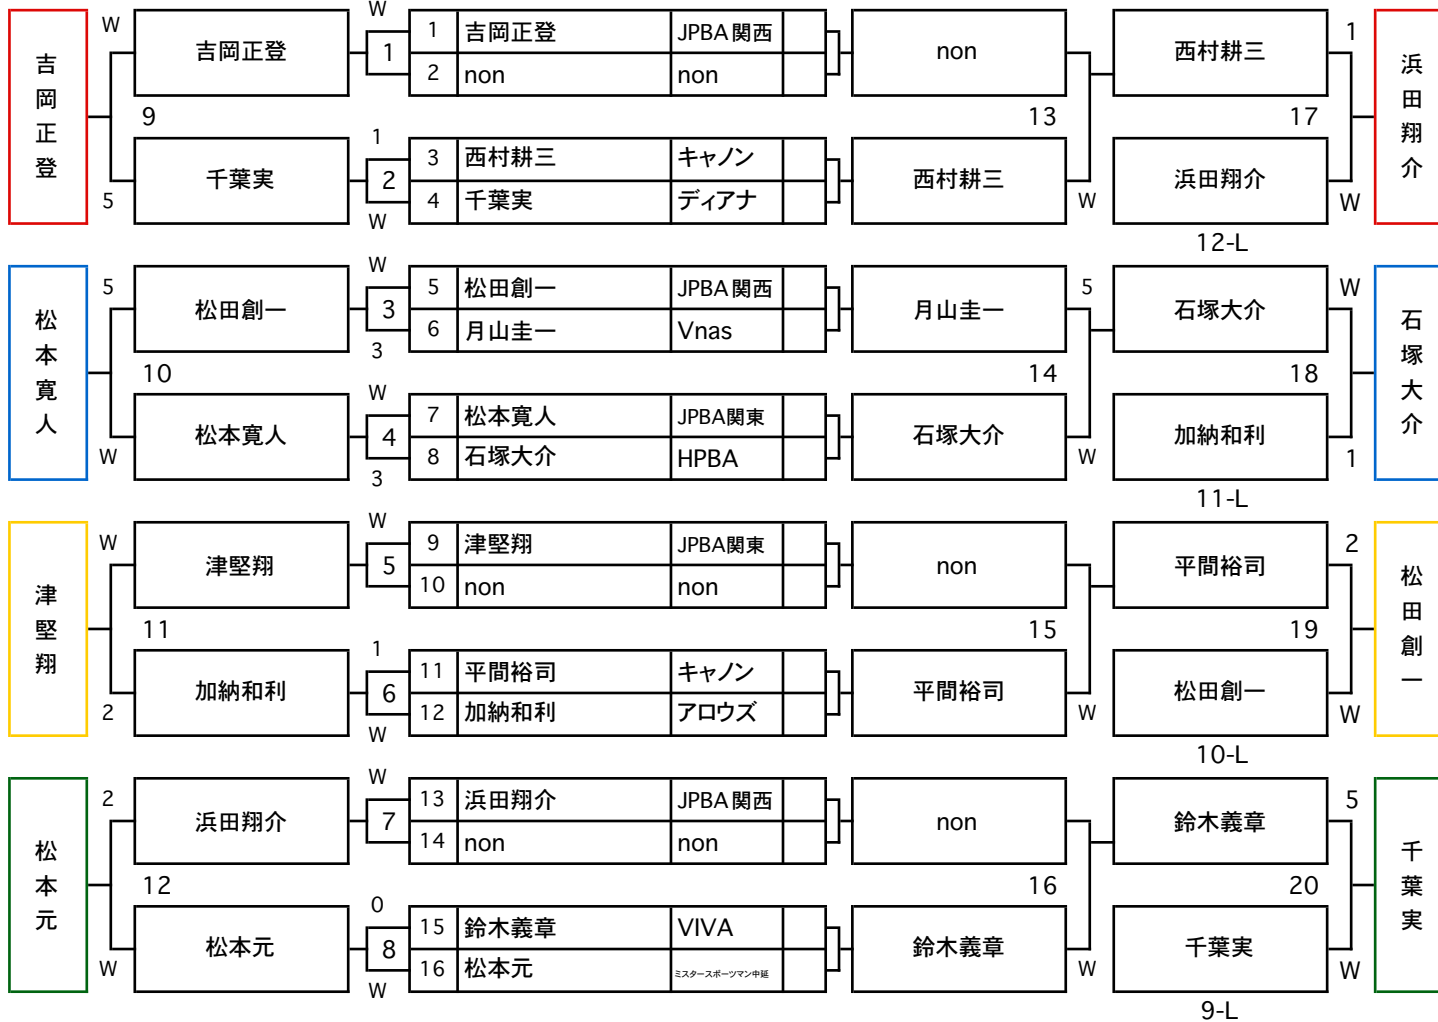 吉岡正登
W
5
吉岡正登
9
千葉実
W
1
1
2
W
1 吉岡正登 JPBA関西
2 non non
3 西村耕三 キャノン
4 千葉実 ディアナ
non
13
西村耕三
W
西村耕三
17
浜田翔介
12-L
1
W
浜田翔介
松本寛人
5
W
松田創一
10
松本寛人
W
3
3
W
4
3
5 松田創一 JPBA関西
6 月山圭一 Vnas
7 松本寛人 JPBA関東
8 石塚大介 HPBA
月山圭一
14
石塚大介
5
W
石塚大介
18
加納和利
11-L
W
1
石塚大介
津堅翔
W
2
津堅翔
11
加納和利
W
5
1
6
W
9 津堅翔 JPBA関東
10 non non
11 平間裕司 キャノン
12 加納和利 アロウズ
non
15
平間裕司
W
平間裕司
19
松田創一
10-L
2
W
松田創一
松本元
2
W
浜田翔介
12
松本元
W
7
0
8
W
13 浜田翔介 JPBA関西
14 non non
15 鈴木義章 VIVA
16 松本元 ミスタースポーツマン中延
non
16
鈴木義章
W
鈴木義章
20
千葉実
9-L
5
W
千葉実